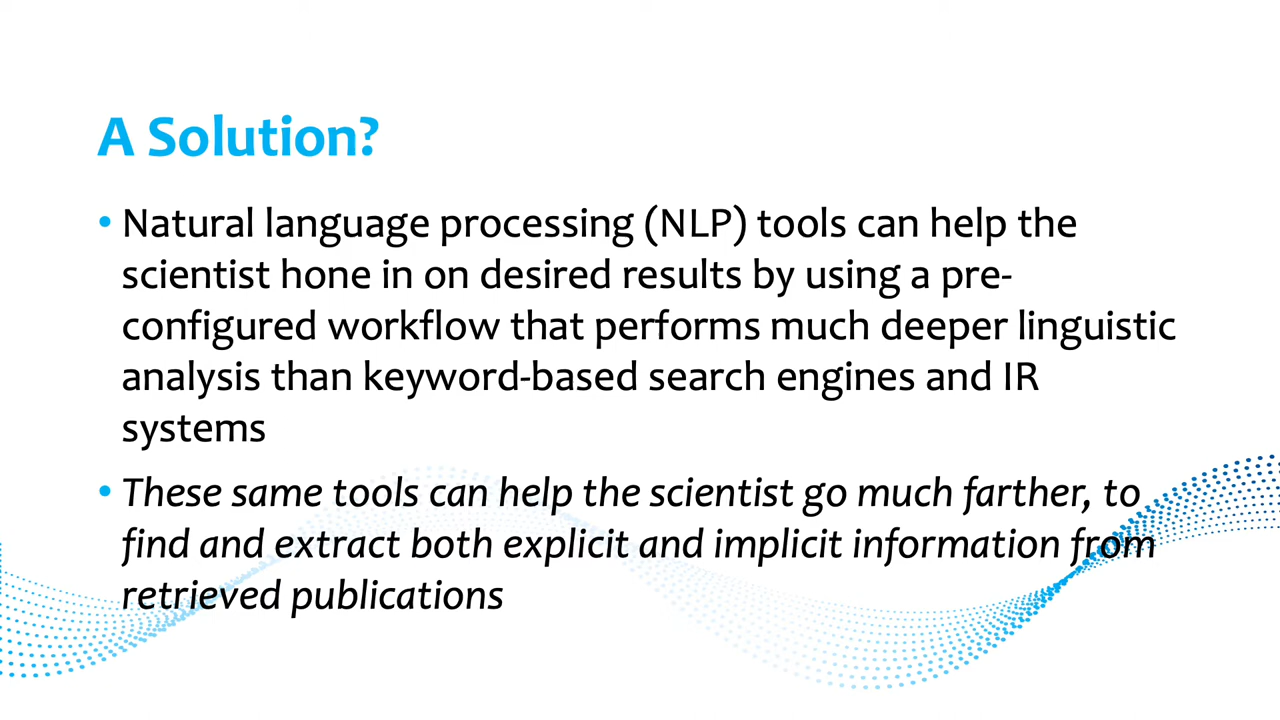 A Solution?
• Natural language processing (NLP) tools can help the
scientist hone in on desired results by using a pre-
configured workflow that performs much deeper linguistic
analysis than keyword-based search engines and IR
systems
• These same tools can help the scientist go much farther, to
find and extract both explicit and implicit information from
retrieved publications